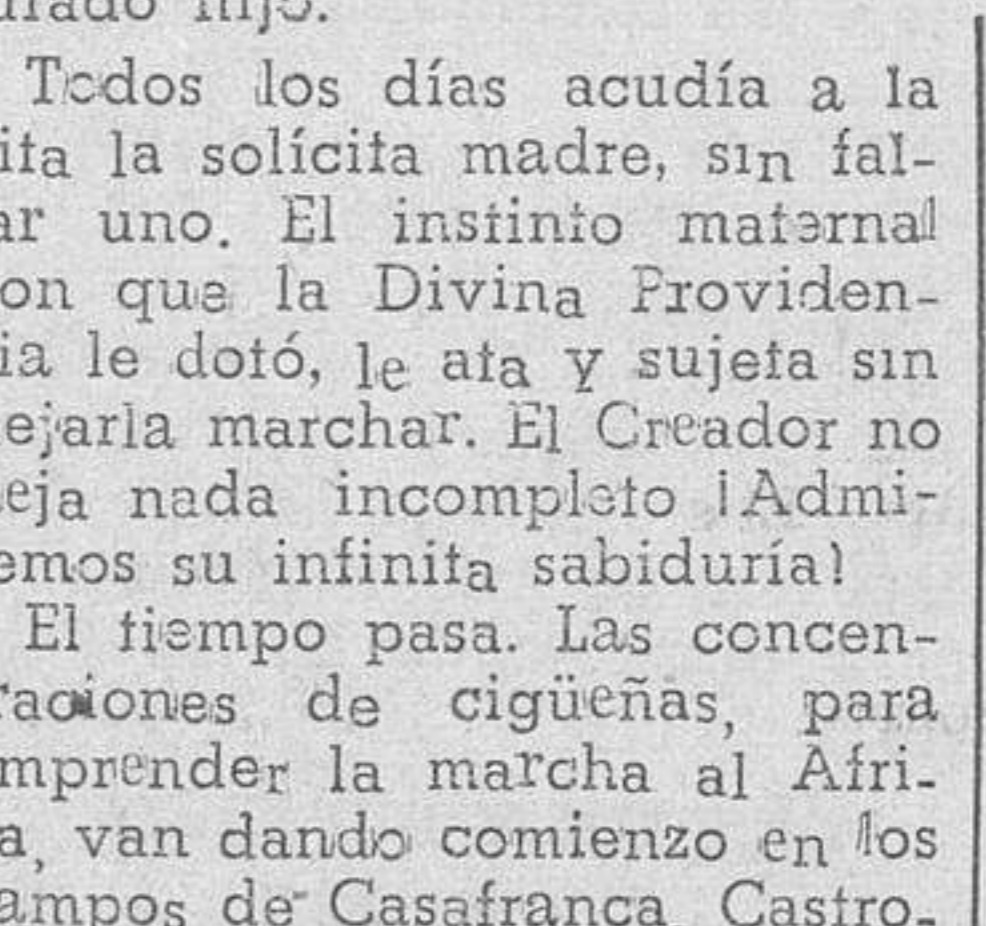 urado hijo.
Todos los días acudía a la
ita la solícita madre, sin fal-
ar uno. El instinto maternal
on que la Divina Providen-
ia le dotó, le ata y sujeta sin
ejarla marchar. El Creador no
eja nada incompleto ¡Admi-
emos su infinita sabiduría!
El tiempo pasa. Las concen-
raciones de cigüeñas, para
mprender la marcha al Afri-
a, van dando comienzo en los
ampos de Casafranca Castro-